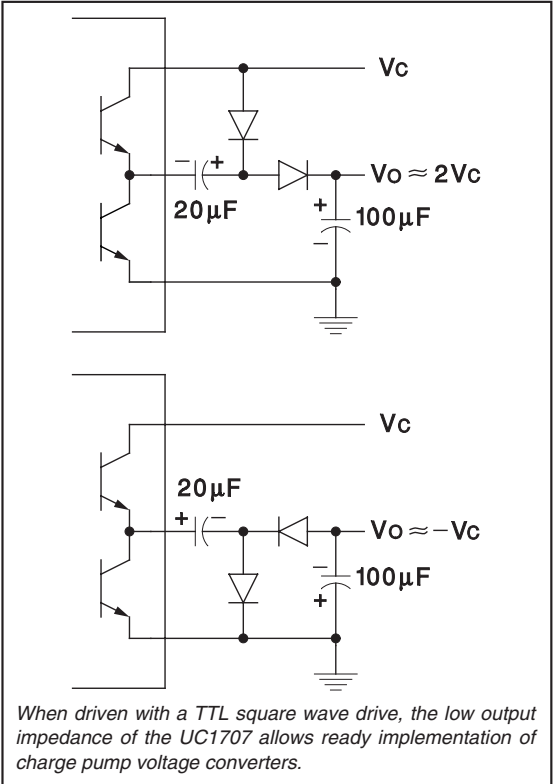 Vc
− +
Vo ≈ 2Vc
20µF
+
100µF
−
Vc
20µF
+ −
Vo ≈ −Vc
−
100µF
+
When driven with a TTL square wave drive, the low output
impedance of the UC1707 allows ready implementation of
charge pump voltage converters.